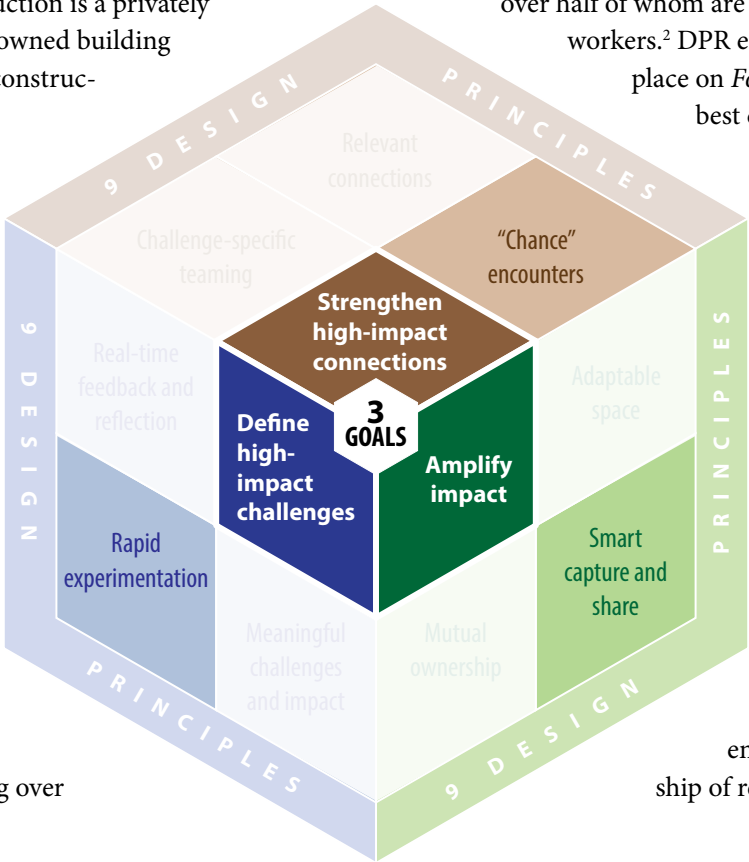 uction is a privately
owned building
construc-
over half of whom are
workers.² DPR e
place on Fo
best
9 DESIGN
PRINCIPLES
Relevant
connections
Challenge-specific
teaming
"Chance"
encounters
Strengthen
high-impact
connections
3
GOALS
Define
high-
impact
challenges
Amplify
impact
9 DESIGN
Real-time
feedback and
reflection
Adaptable
space
PRINCIPLES
Rapid
experimentation
Smart
capture and
share
Meaningful
challenges
and impact
Mutual
ownership
PRINCIPLES
9 DESIGN
g over
en
ship of re